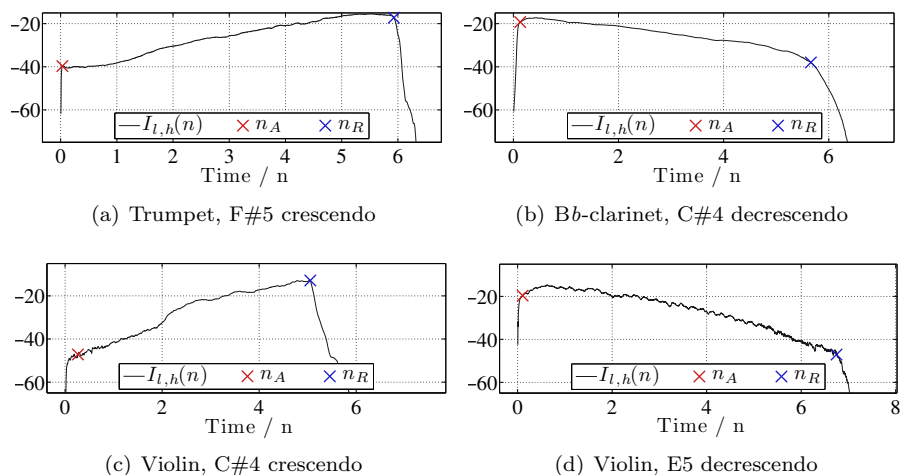 −20
−40
−60
I_{l,h}(n) n_A n_R
0 1 2 3 4 5 6
Time / n
(a) Trumpet, F#5 crescendo
−20
−40
−60
I_{l,h}(n) n_A n_R
0 2 4 6
Time / n
(b) Bb-clarinet, C#4 decrescendo
−20
−40
−60
I_{l,h}(n) n_A n_R
0 2 4 6
Time / n
(c) Violin, C#4 crescendo
−20
−40
−60
I_{l,h}(n) n_A n_R
0 2 4 6 8
Time / n
(d) Violin, E5 decrescendo